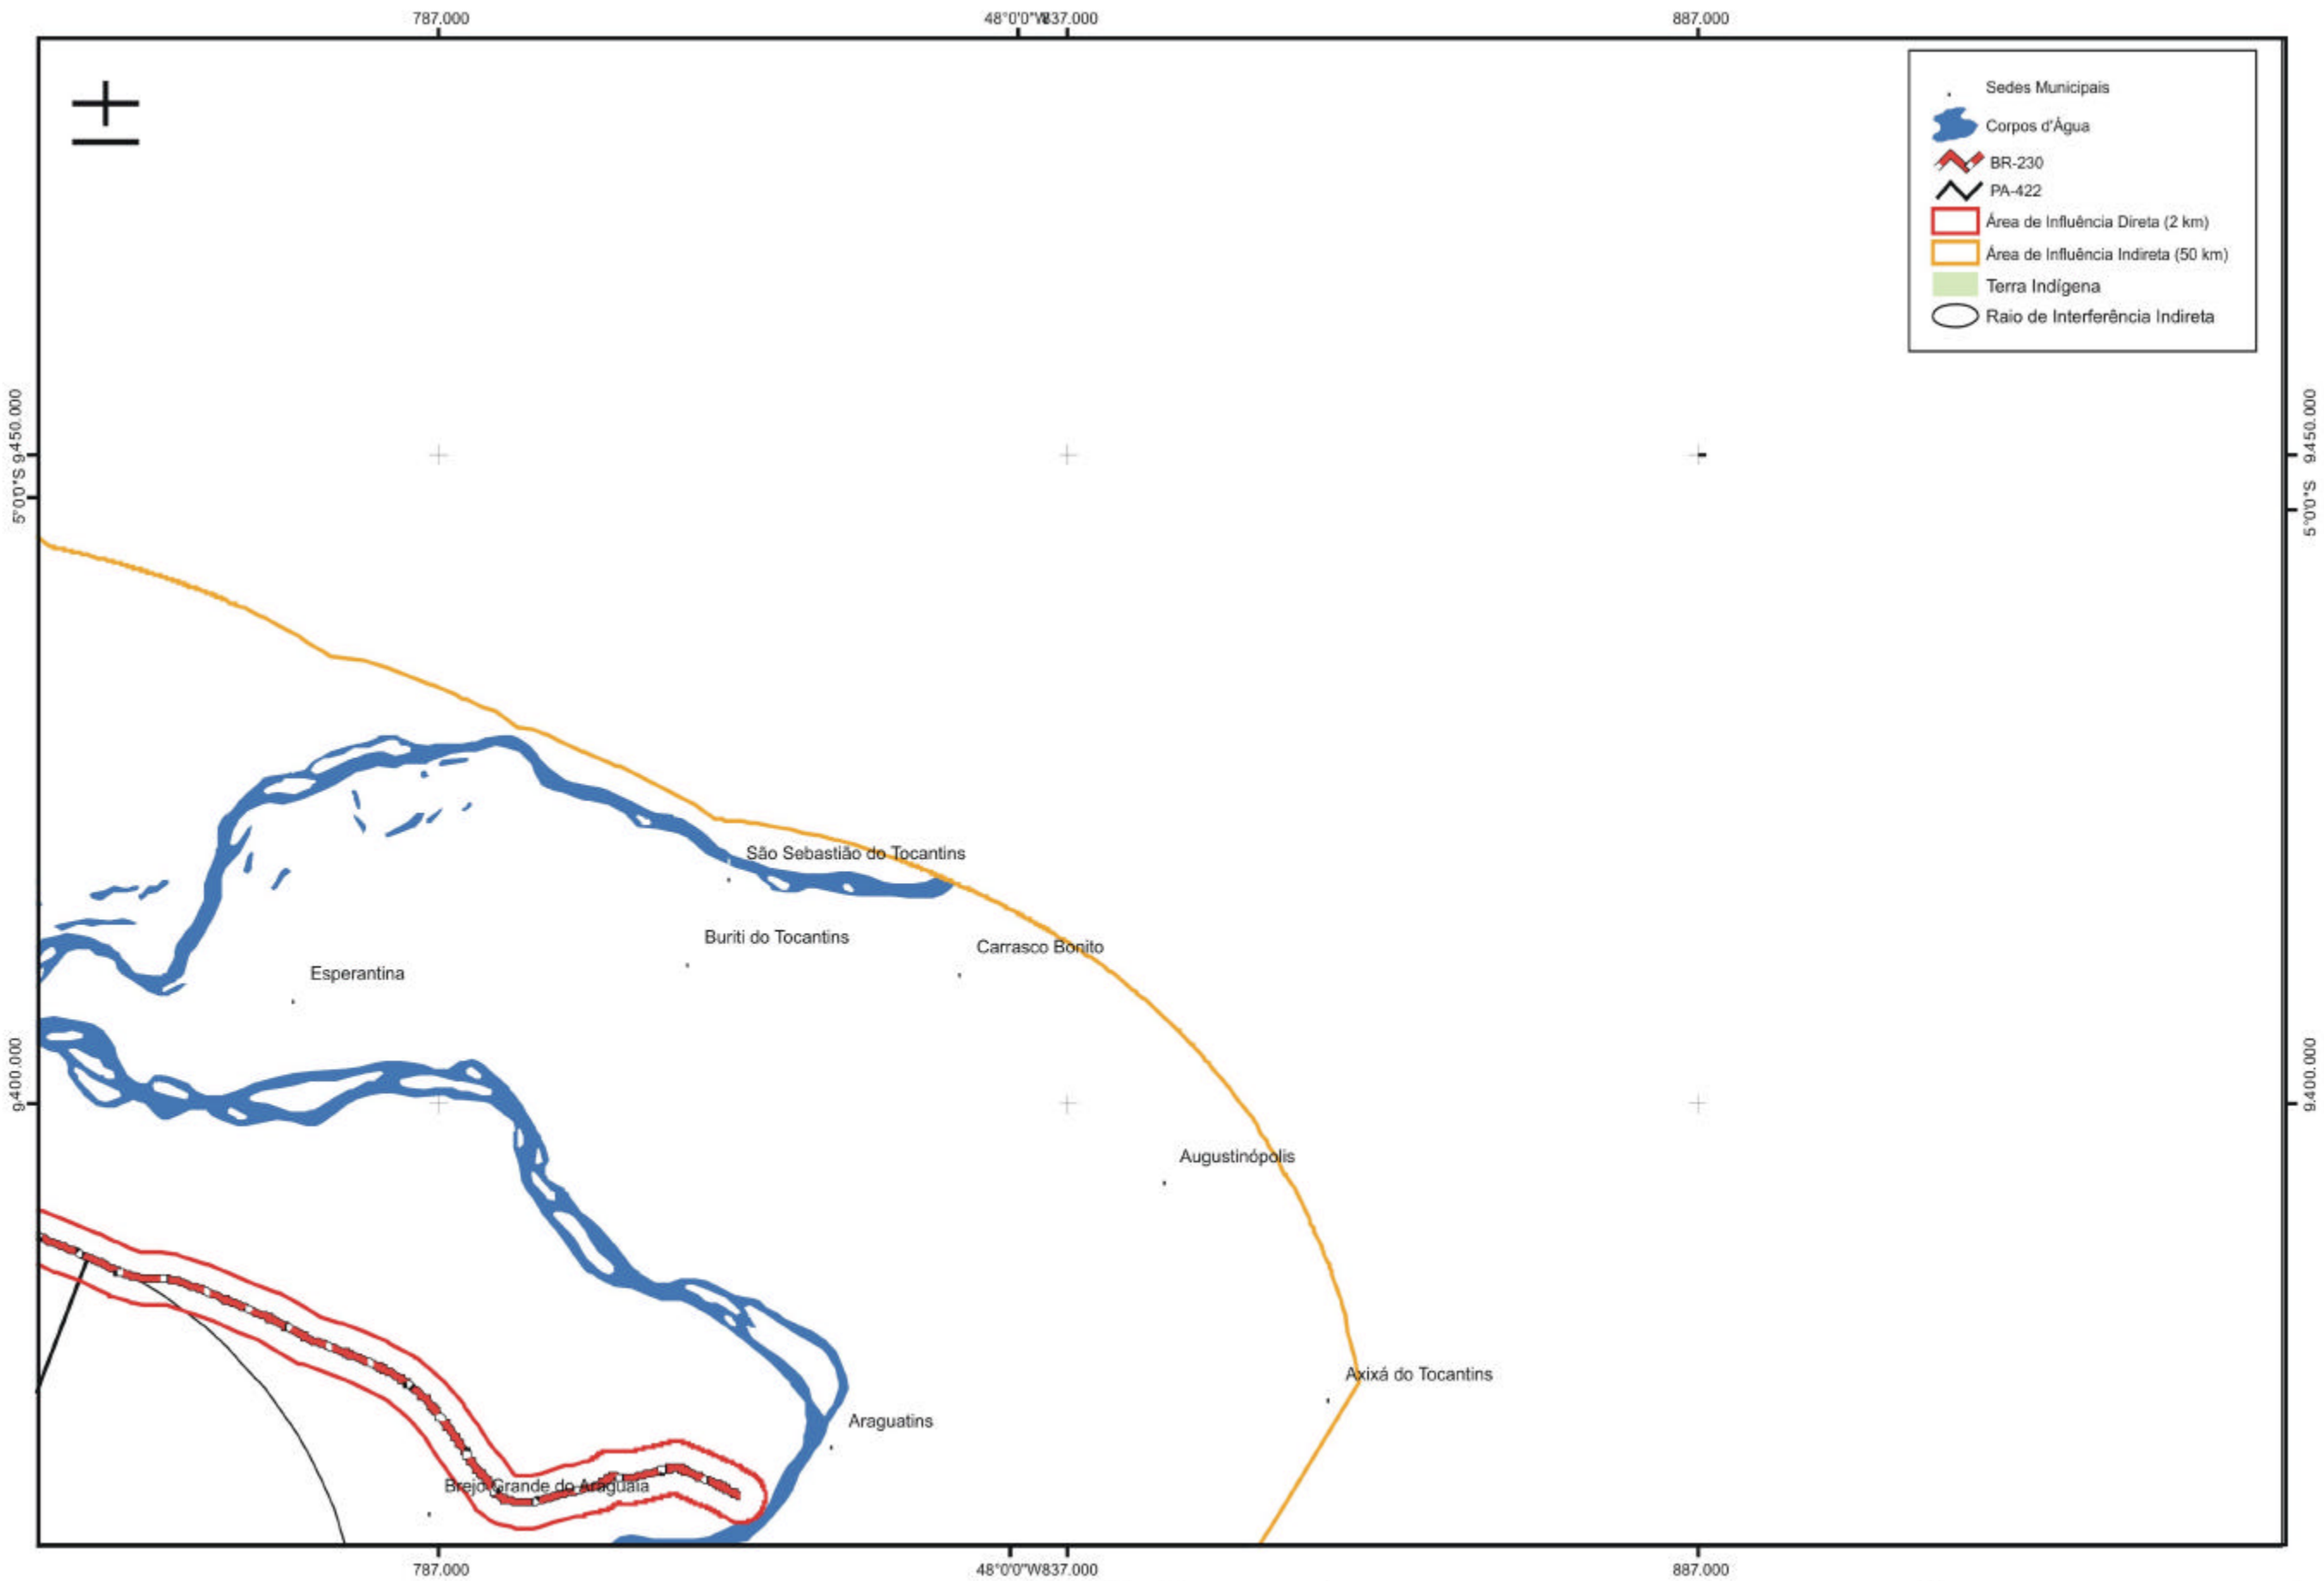 787.000
48°0'0"W837.000
887.000
Sedes Municipais
Corpos d'Água
BR-230
PA-422
Área de Influência Direta (2 km)
Área de Influência Indireta (50 km)
Terra Indígena
Raio de Interferência Indireta
5°0'0"S 9.450.000
5°0'0"S 9.450.000
São Sebastião do Tocantins
Buriti do Tocantins
Carrasco Bonito
Esperantina
9.400.000
9.400.000
Augustinópolis
Axixá do Tocantins
Araguatins
Brejo Grande do Araguaia
787.000
48°0'0"W837.000
887.000